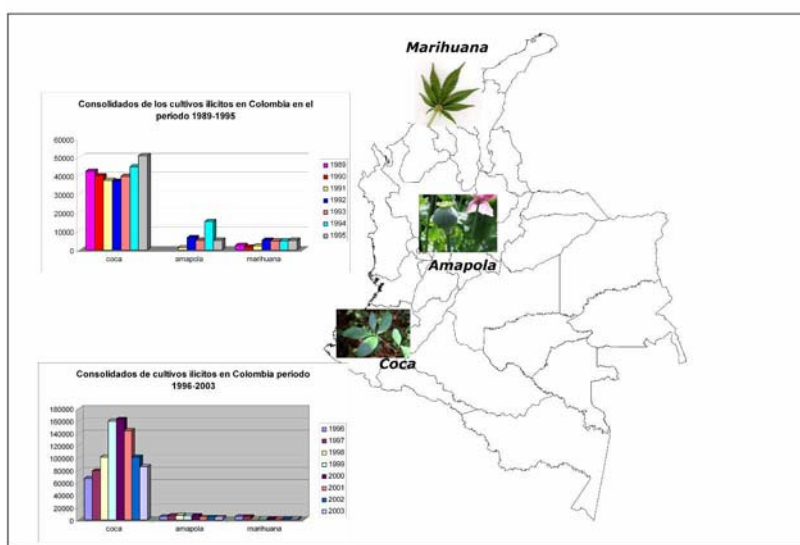 Marihuana
Consolidados de los cultivos ilícitos en Colombia en el
período 1989-1995
60000
50000
40000
30000
20000
10000
0
coca
amapola
marihuana
1989
1990
1991
1992
1993
1994
1995
Amapola
Coca
Consolidados de cultivos ilicitos en Colombia periodo
1996-2003
180000
160000
140000
120000
100000
80000
60000
40000
20000
0
coca
amapola
marihuana
1996
1997
1998
1999
2000
2001
2002
2003